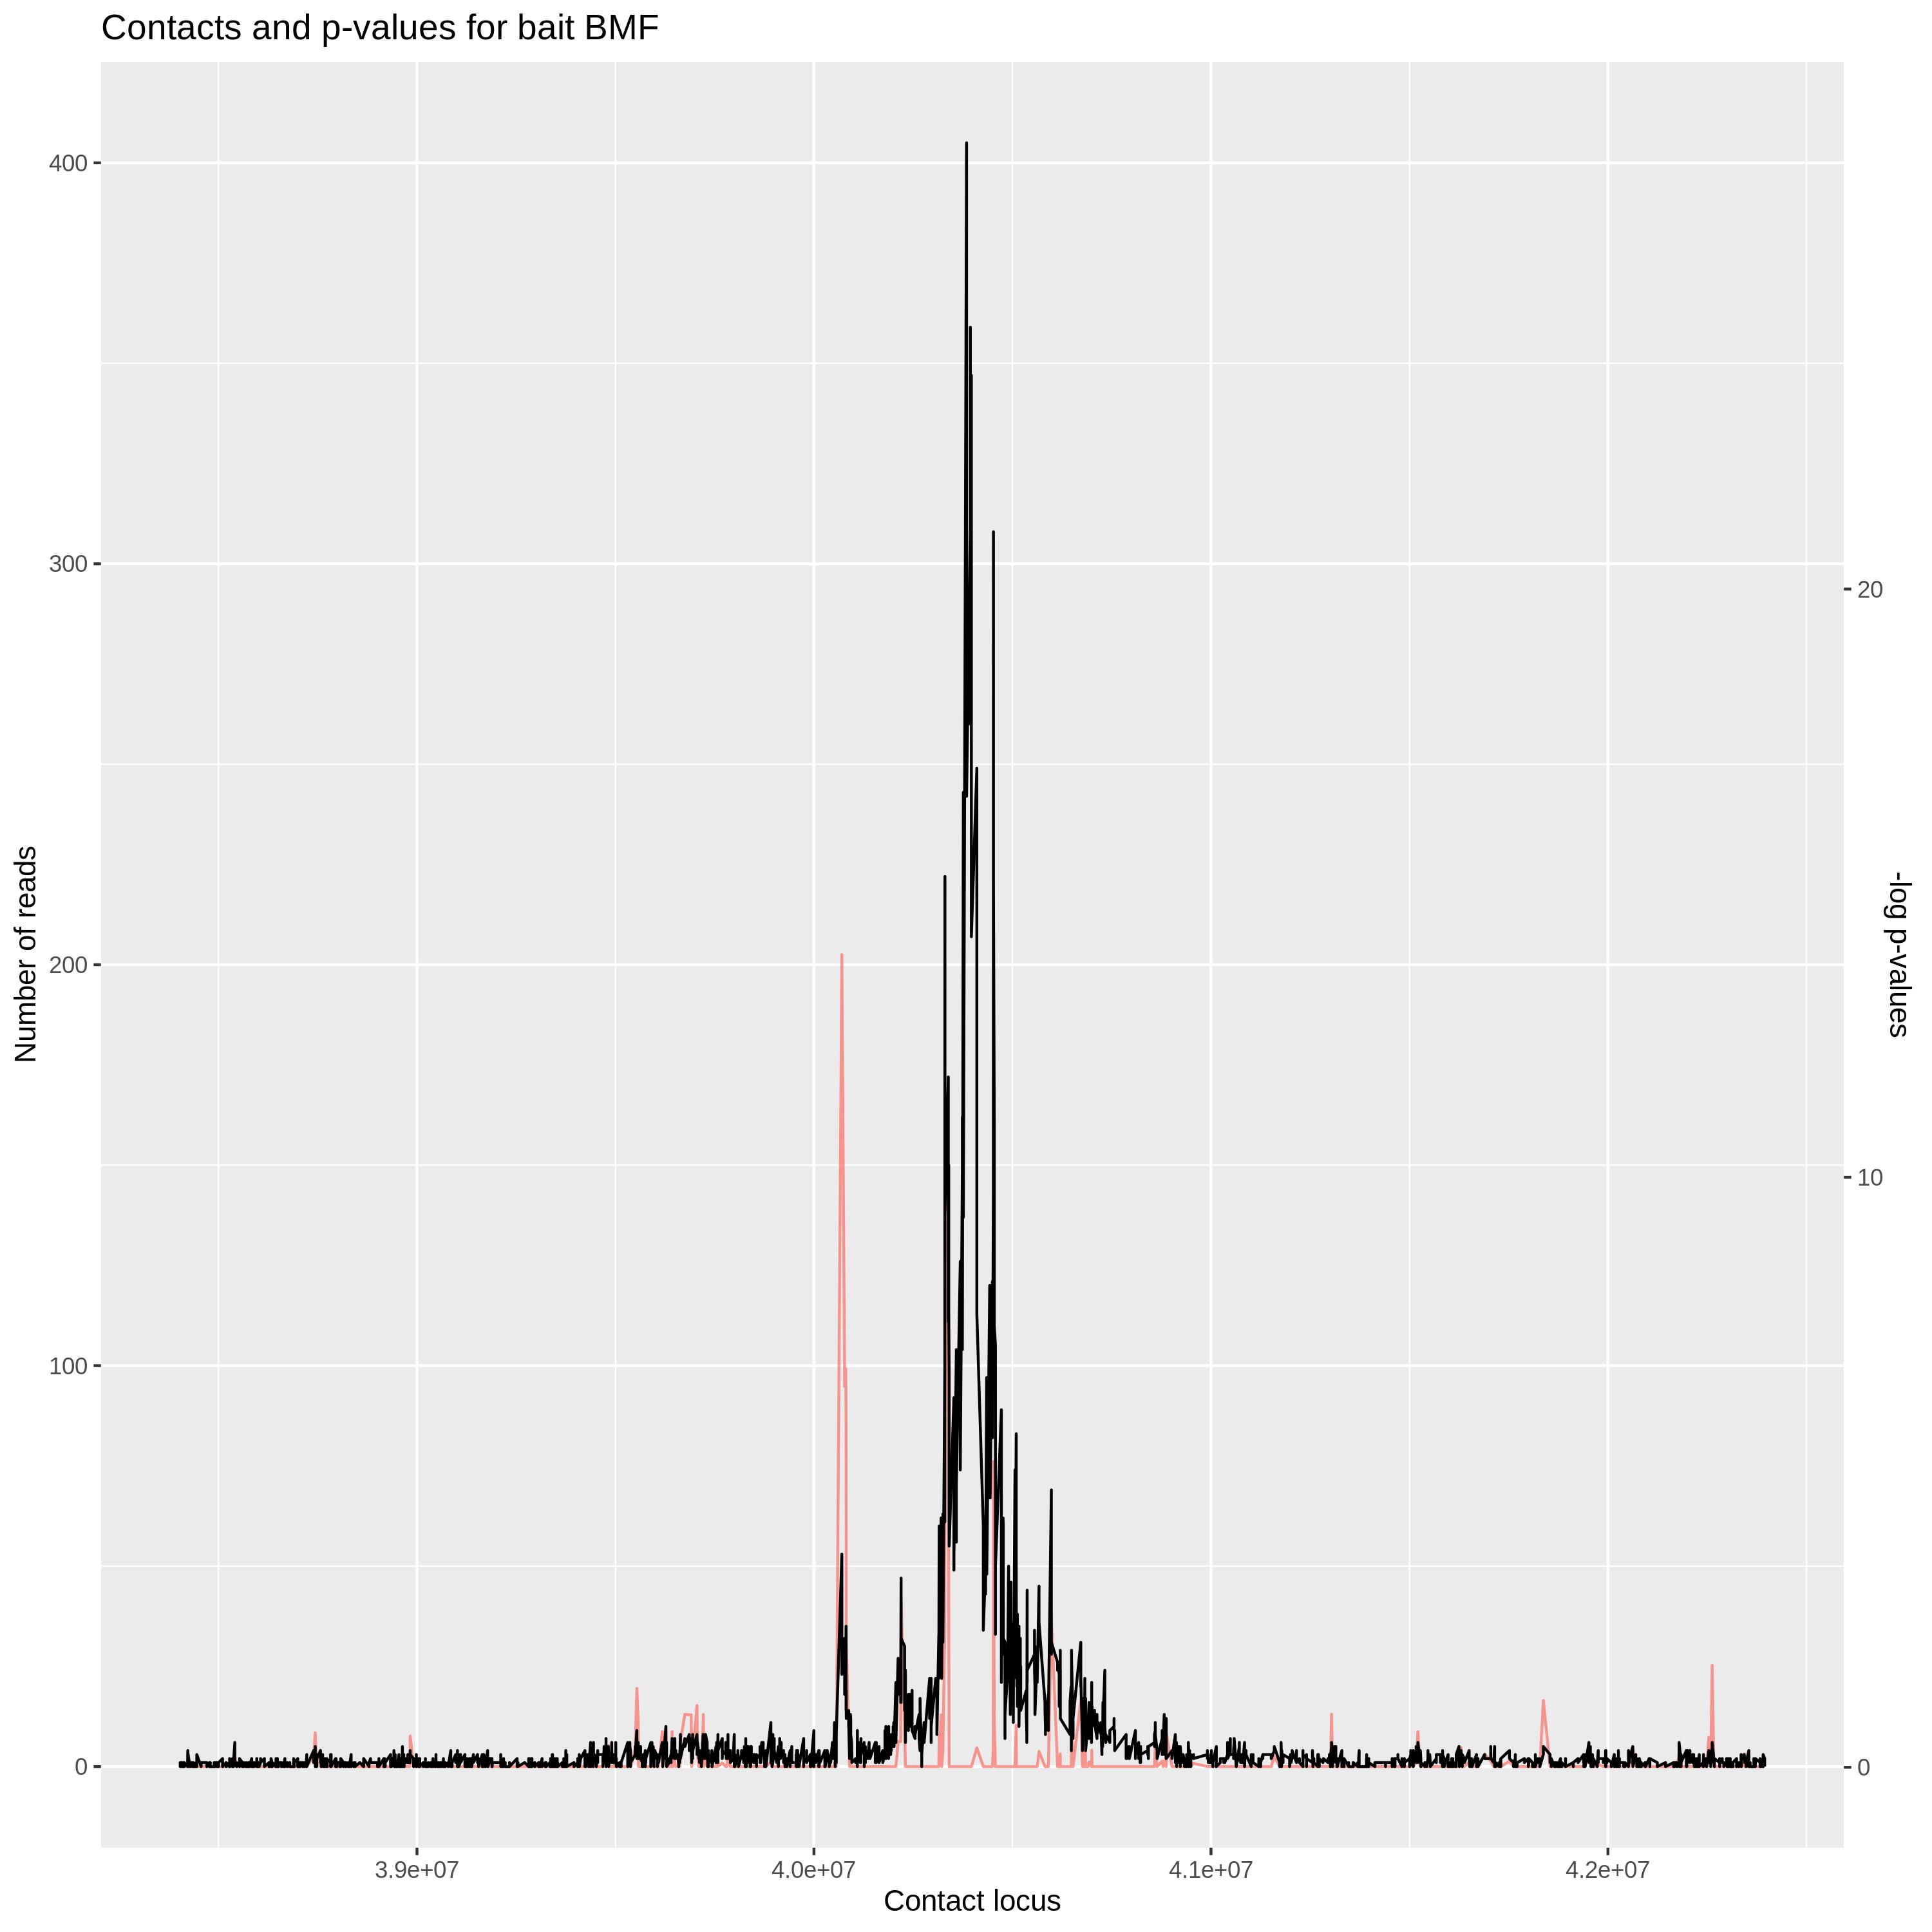 Contacts and p-values for bait BMF
400
300
200
100
0
Number of reads
20
10
0
-log p-values
3.9e+07
4.0e+07
4.1e+07
4.2e+07
Contact locus